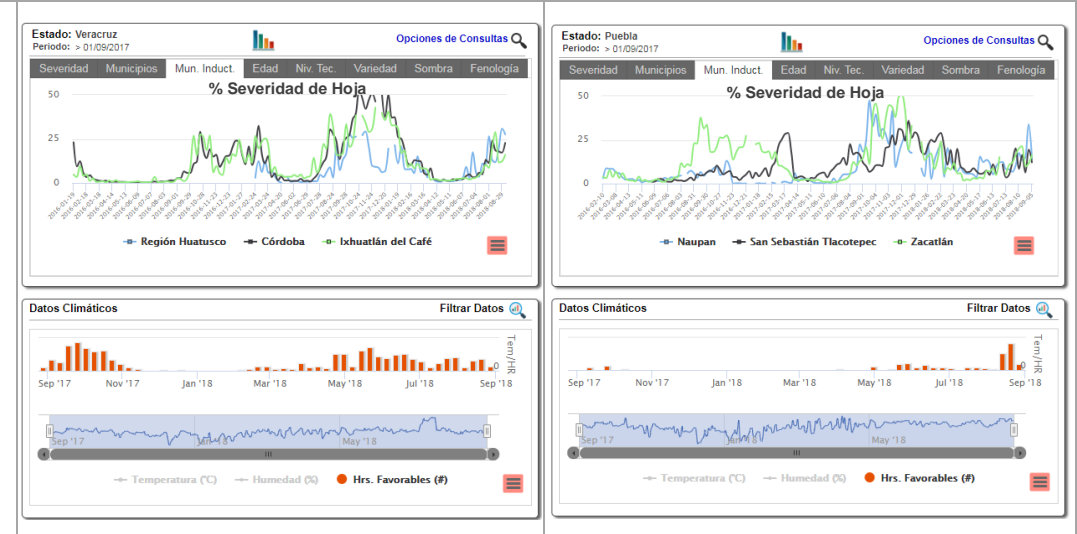 Estado: Veracruz
Periodo: > 01/09/2017
Opciones de Consultas
Severidad Municipios Mun. Induct. Edad Niv. Tec. Variedad Sombra Fenología
% Severidad de Hoja
50
25
0
Región Huatusco Córdoba Ixhuatlán del Café
Estado: Puebla
Periodo: > 01/09/2017
Opciones de Consultas
Severidad Municipios Mun. Induct. Edad Niv. Tec. Variedad Sombra Fenología
% Severidad de Hoja
50
25
0
Naupan San Sebastián Tlacotepec Zacatlán
Datos Climáticos Filtrar Datos
Tem/HR
0
Sep '17 Nov '17 Jan '18 Mar '18 May '18 Jul '18 Sep '18
Sep '17 Jan '18 May '18
Temperatura (°C) Humedad (%) Hrs. Favorables (#)
Datos Climáticos Filtrar Datos
Tem/HR
0
Sep '17 Nov '17 Jan '18 Mar '18 May '18 Jul '18 Sep '18
Sep '17 Jan '18 May '18
Temperatura (°C) Humedad (%) Hrs. Favorables (#)